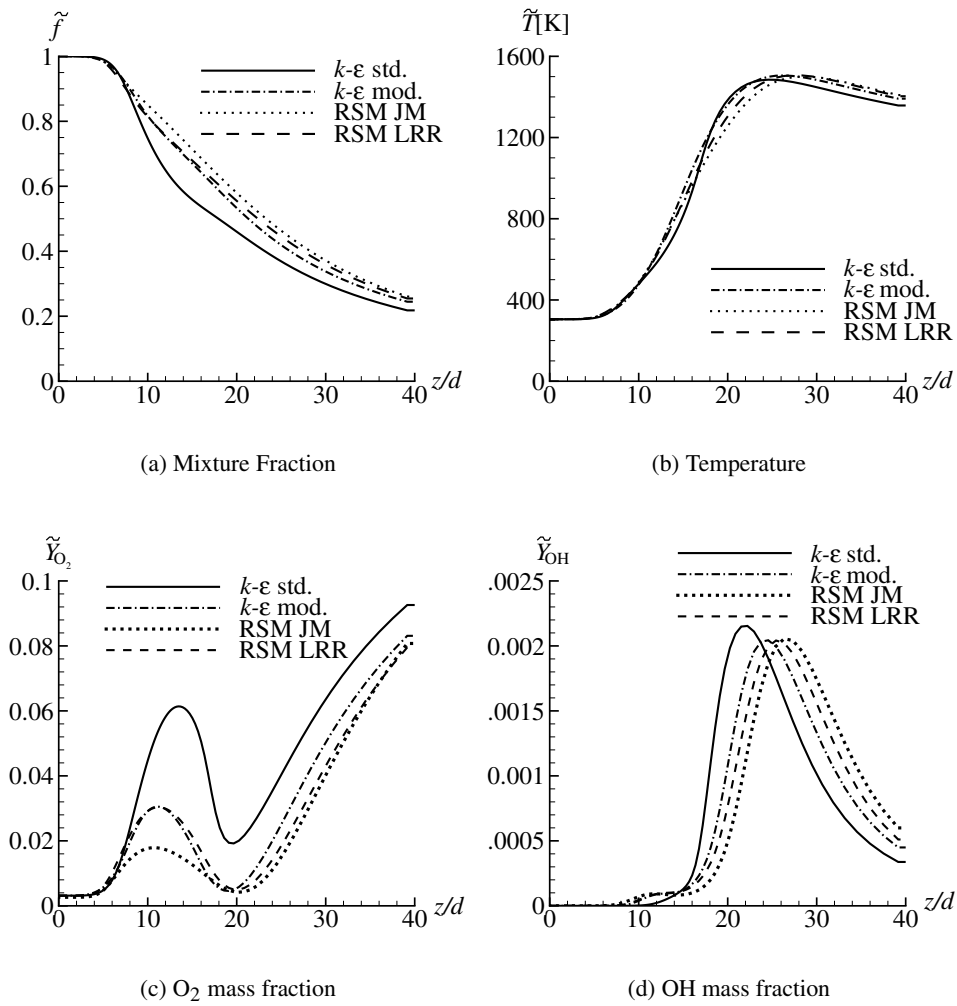 f̃
1
0.8
0.6
0.4
0.2
0
0 10 20 30 40 z/d
k-ε std.
k-ε mod.
RSM JM
RSM LRR
(a) Mixture Fraction
T̃[K]
1600
1200
800
400
0
0 10 20 30 40 z/d
k-ε std.
k-ε mod.
RSM JM
RSM LRR
(b) Temperature
Ỹ_O₂
0.1
0.08
0.06
0.04
0.02
0
0 10 20 30 40 z/d
k-ε std.
k-ε mod.
RSM JM
RSM LRR
(c) O₂ mass fraction
Ỹ_OH
0.0025
.002
.0015
0.001
.0005
0
0 10 20 30 40 z/d
k-ε std.
k-ε mod.
RSM JM
RSM LRR
(d) OH mass fraction